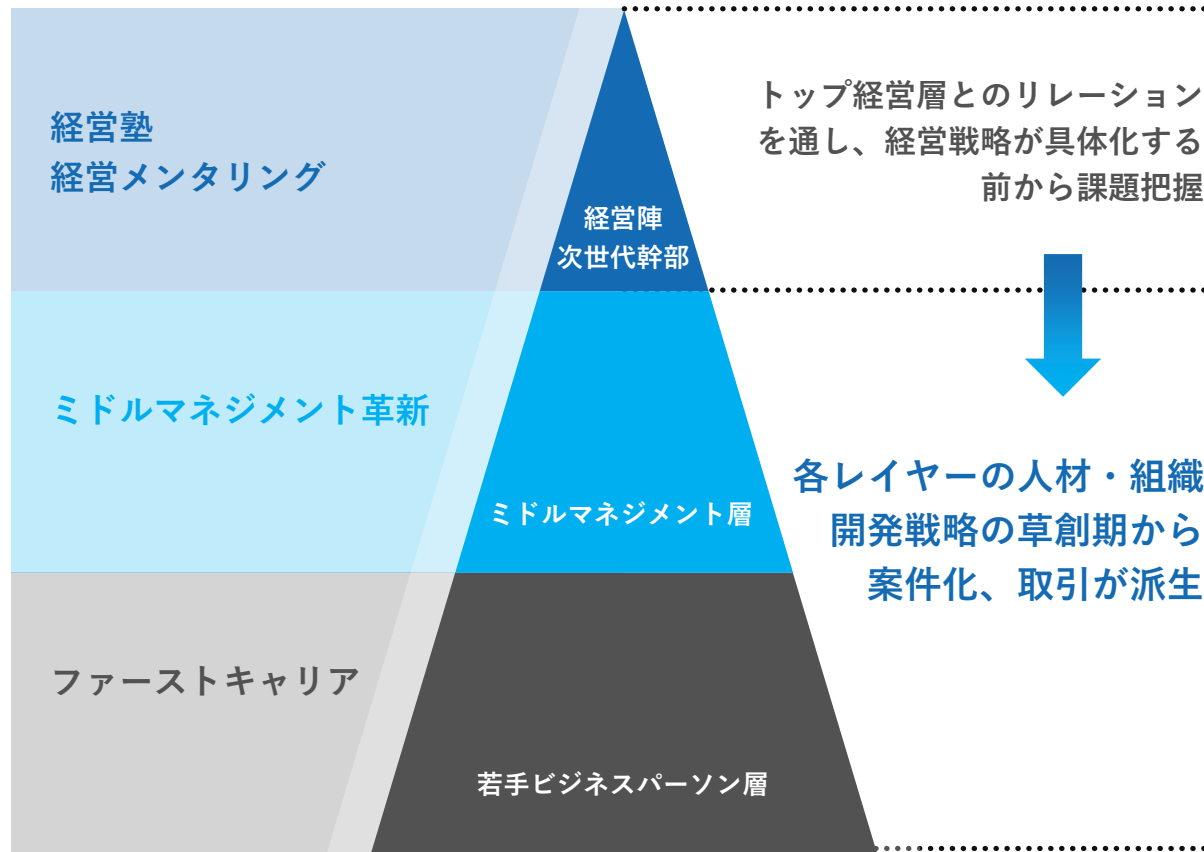 経営塾
経営メンタリング
経営陣
次世代幹部
トップ経営層とのリレーション
を通し、経営戦略が具体化する
前から課題把握
ミドルマネジメント革新
ミドルマネジメント層
各レイヤーの人材・組織
開発戦略の草創期から
案件化、取引が派生
ファーストキャリア
若手ビジネスパーソン層